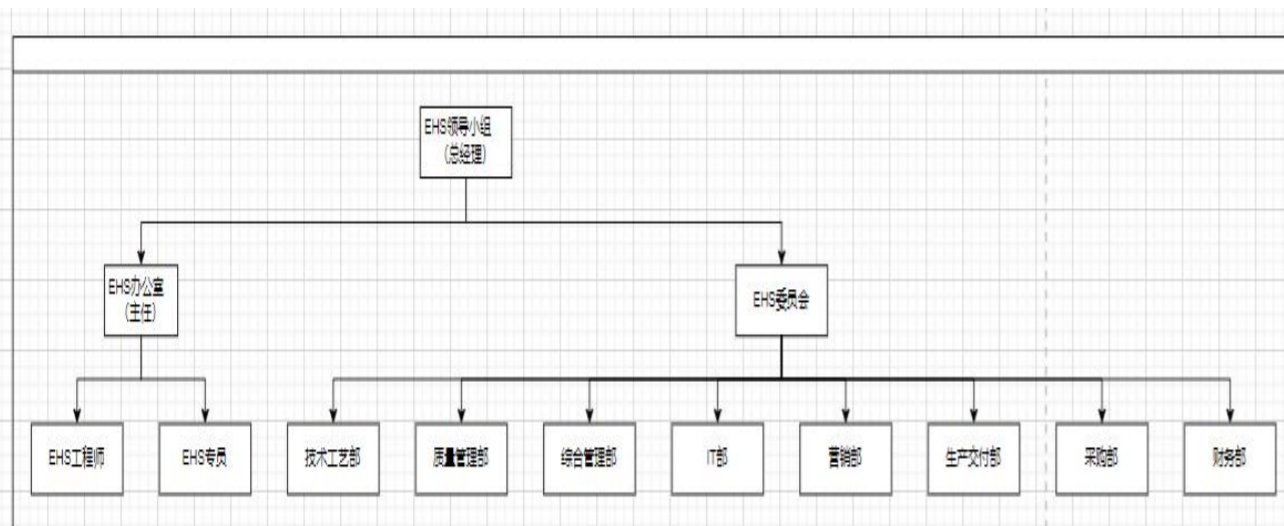 EHS领导小组
（总经理）
EHS办公室
（主任）
EHS委员会
EHS工程师
EHS专员
技术工艺部
质量管理部
综合管理部
IT部
营销部
生产交付部
采购部
财务部